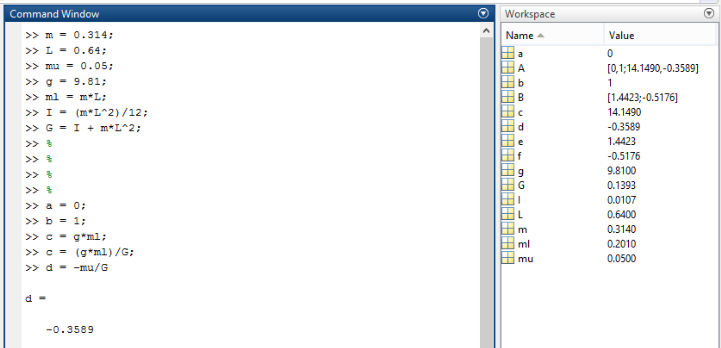 Command Window
>> m = 0.314;
>> L = 0.64;
>> mu = 0.05;
>> g = 9.81;
>> ml = m*L;
>> I = (m*L^2)/12;
>> G = I + m*L^2;
>> %
>> %
>> %
>> %
>> a = 0;
>> b = 1;
>> c = g*ml;
>> c = (g*ml)/G;
>> d = -mu/G
d =
-0.3589
Workspace
Name Value
a 0
A [0,1;14.1490,-0.3589]
b 1
B [1.4423;-0.5176]
c 14.1490
d -0.3589
e 1.4423
f -0.5176
g 9.8100
G 0.1393
I 0.0107
L 0.6400
m 0.3140
ml 0.2010
mu 0.0500